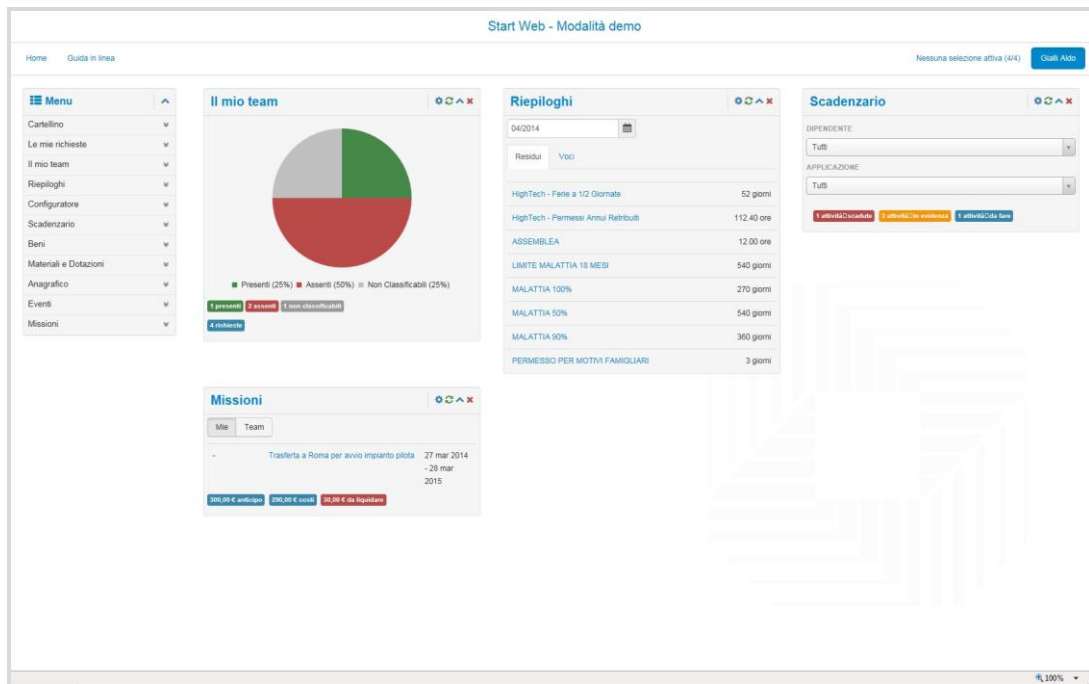 Start Web - Modalità demo
Home Guida in linea
Nessuna selezione attiva (4/4) Gialli Aldo
Menu
Cartellino
Le mie richieste
Il mio team
Riepiloghi
Configuratore
Scadenzario
Beni
Materiali e Dotazioni
Anagrafico
Eventi
Missioni
Il mio team
Presenti (25%) Assenti (50%) Non Classificabili (25%)
1 presenti 2 assenti 1 non classificabili
4 richieste
Missioni
Mie Team
- Trasferta a Roma per avvio impianto pilota 27 mar 2014
- 28 mar
2015
300,00 € anticipo 290,00 € costi 30,00 € da liquidare
Riepiloghi
04/2014
Residui Voci
HighTech - Ferie a 1/2 Giornate 52 giorni
HighTech - Permessi Annui Retribuiti 112.40 ore
ASSEMBLEA 12.00 ore
LIMITE MALATTIA 18 MESI 540 giorni
MALATTIA 100% 270 giorni
MALATTIA 50% 540 giorni
MALATTIA 90% 360 giorni
PERMESSO PER MOTIVI FAMIGLIARI 3 giorni
Scadenzario
DIPENDENTE
Tutti
APPLICAZIONE
Tutti
1 attivitÃ□scadute 3 attivitÃ□in evidenza 1 attivitÃ□da fare
100%